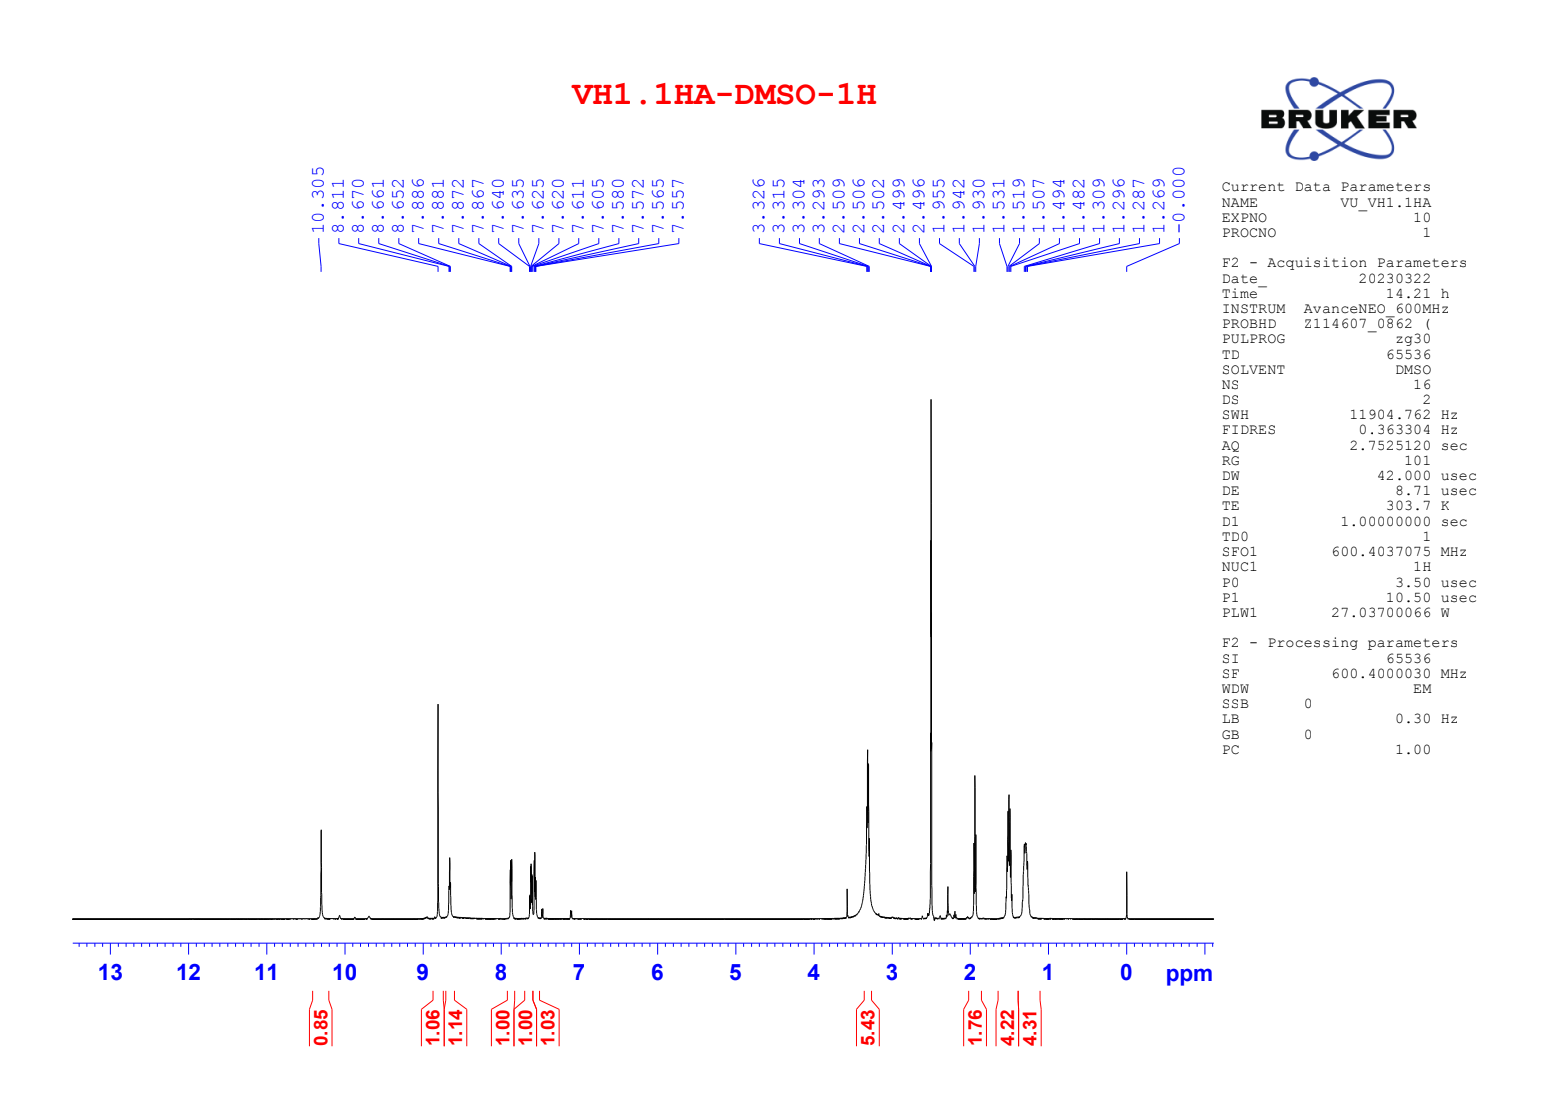 VH1.1HA-DMSO-1H
BRUKER
10.305
8.811
8.670
8.661
8.652
7.886
7.881
7.872
7.867
7.640
7.635
7.625
7.620
7.611
7.605
7.580
7.572
7.565
7.557
3.326
3.315
3.304
3.293
2.509
2.506
2.502
2.499
2.496
1.955
1.942
1.930
1.531
1.519
1.507
1.494
1.482
1.309
1.296
1.287
1.269
-0.000
Current Data Parameters
NAME VU_VH1.1HA
EXPNO 10
PROCNO 1
F2 - Acquisition Parameters
Date_ 20230322
Time 14.21 h
INSTRUM AvanceNEO_600MHz
PROBHD Z114607_0862 (
PULPROG zg30
TD 65536
SOLVENT DMSO
NS 16
DS 2
SWH 11904.762 Hz
FIDRES 0.363304 Hz
AQ 2.7525120 sec
RG 101
DW 42.000 usec
DE 8.71 usec
TE 303.7 K
D1 1.00000000 sec
TD0 1
SFO1 600.4037075 MHz
NUC1 1H
P0 3.50 usec
P1 10.50 usec
PLW1 27.03700066 W
F2 - Processing parameters
SI 65536
SF 600.4000030 MHz
WDW EM
SSB 0
LB 0.30 Hz
GB 0
PC 1.00
13 12 11 10 9 8 7 6 5 4 3 2 1 0 ppm
0.85
1.06
1.14
1.00
1.00
1.03
5.43
1.76
4.22
4.31